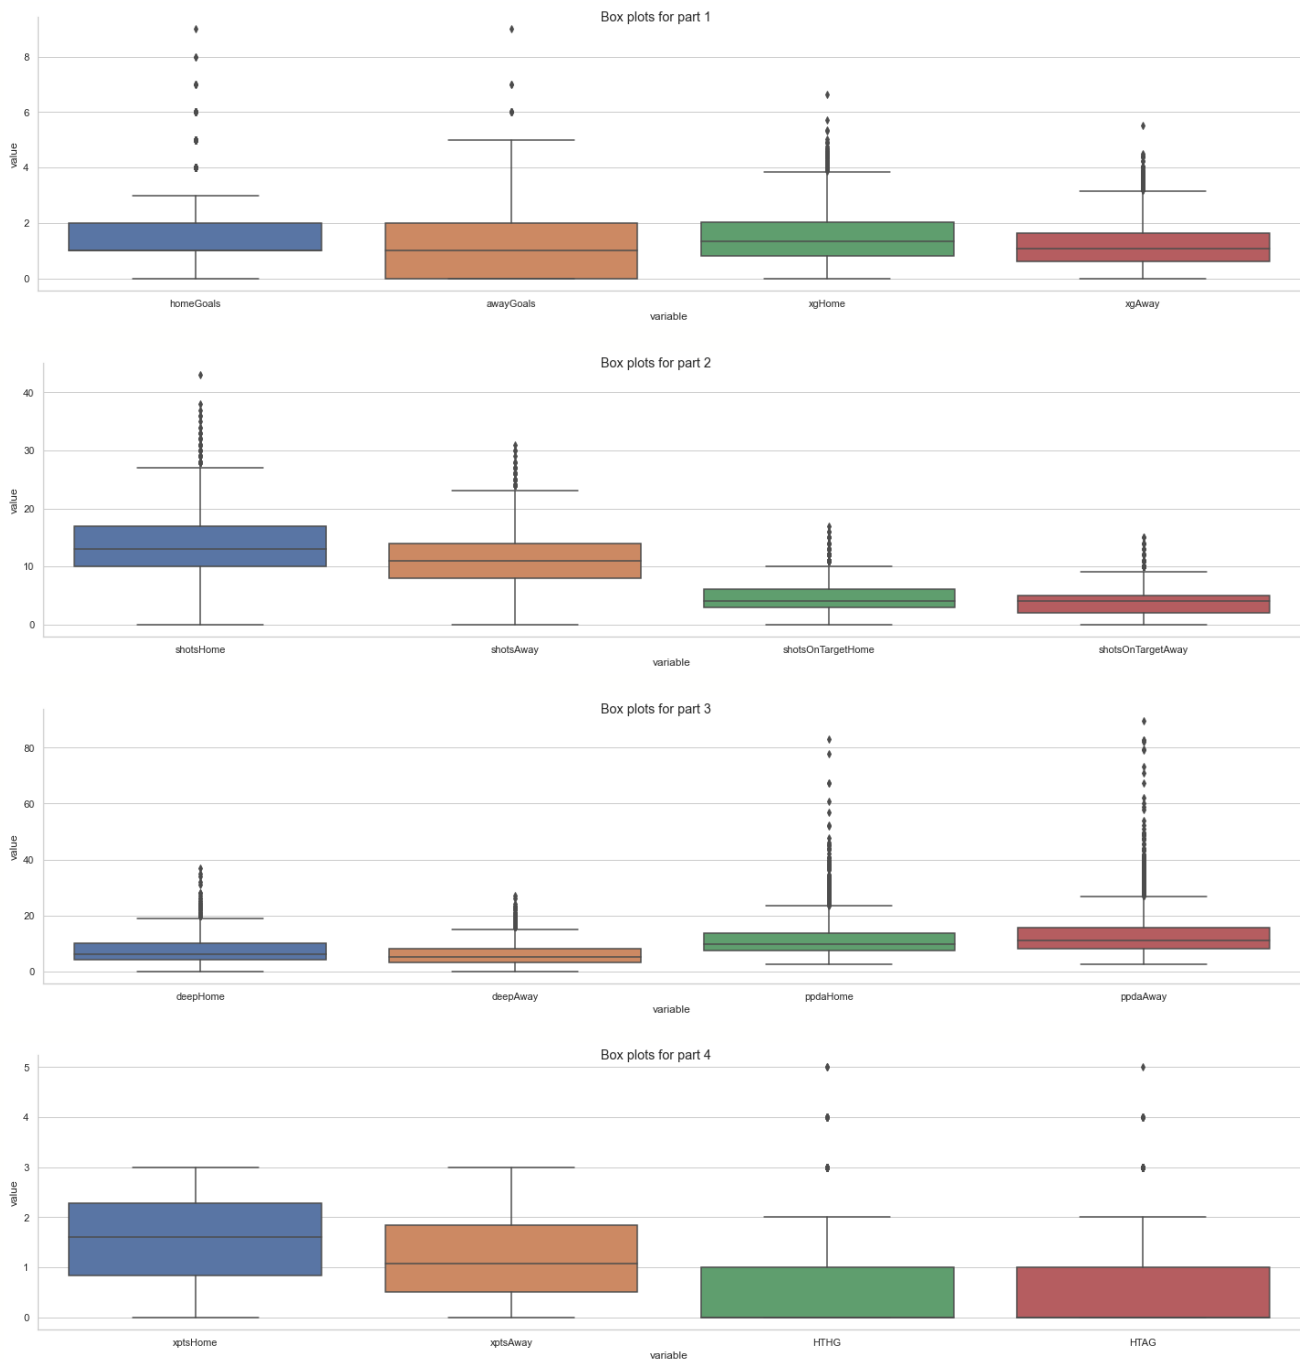 Box plots for part 1
8
6
4
2
0
value
homeGoals awayGoals xgHome xgAway
variable
Box plots for part 2
40
30
20
10
0
value
shotsHome shotsAway shotsOnTargetHome shotsOnTargetAway
variable
Box plots for part 3
80
60
40
20
0
value
deepHome deepAway ppdaHome ppdaAway
variable
Box plots for part 4
5
4
3
2
1
0
value
xptsHome xptsAway HTHG HTAG
variable